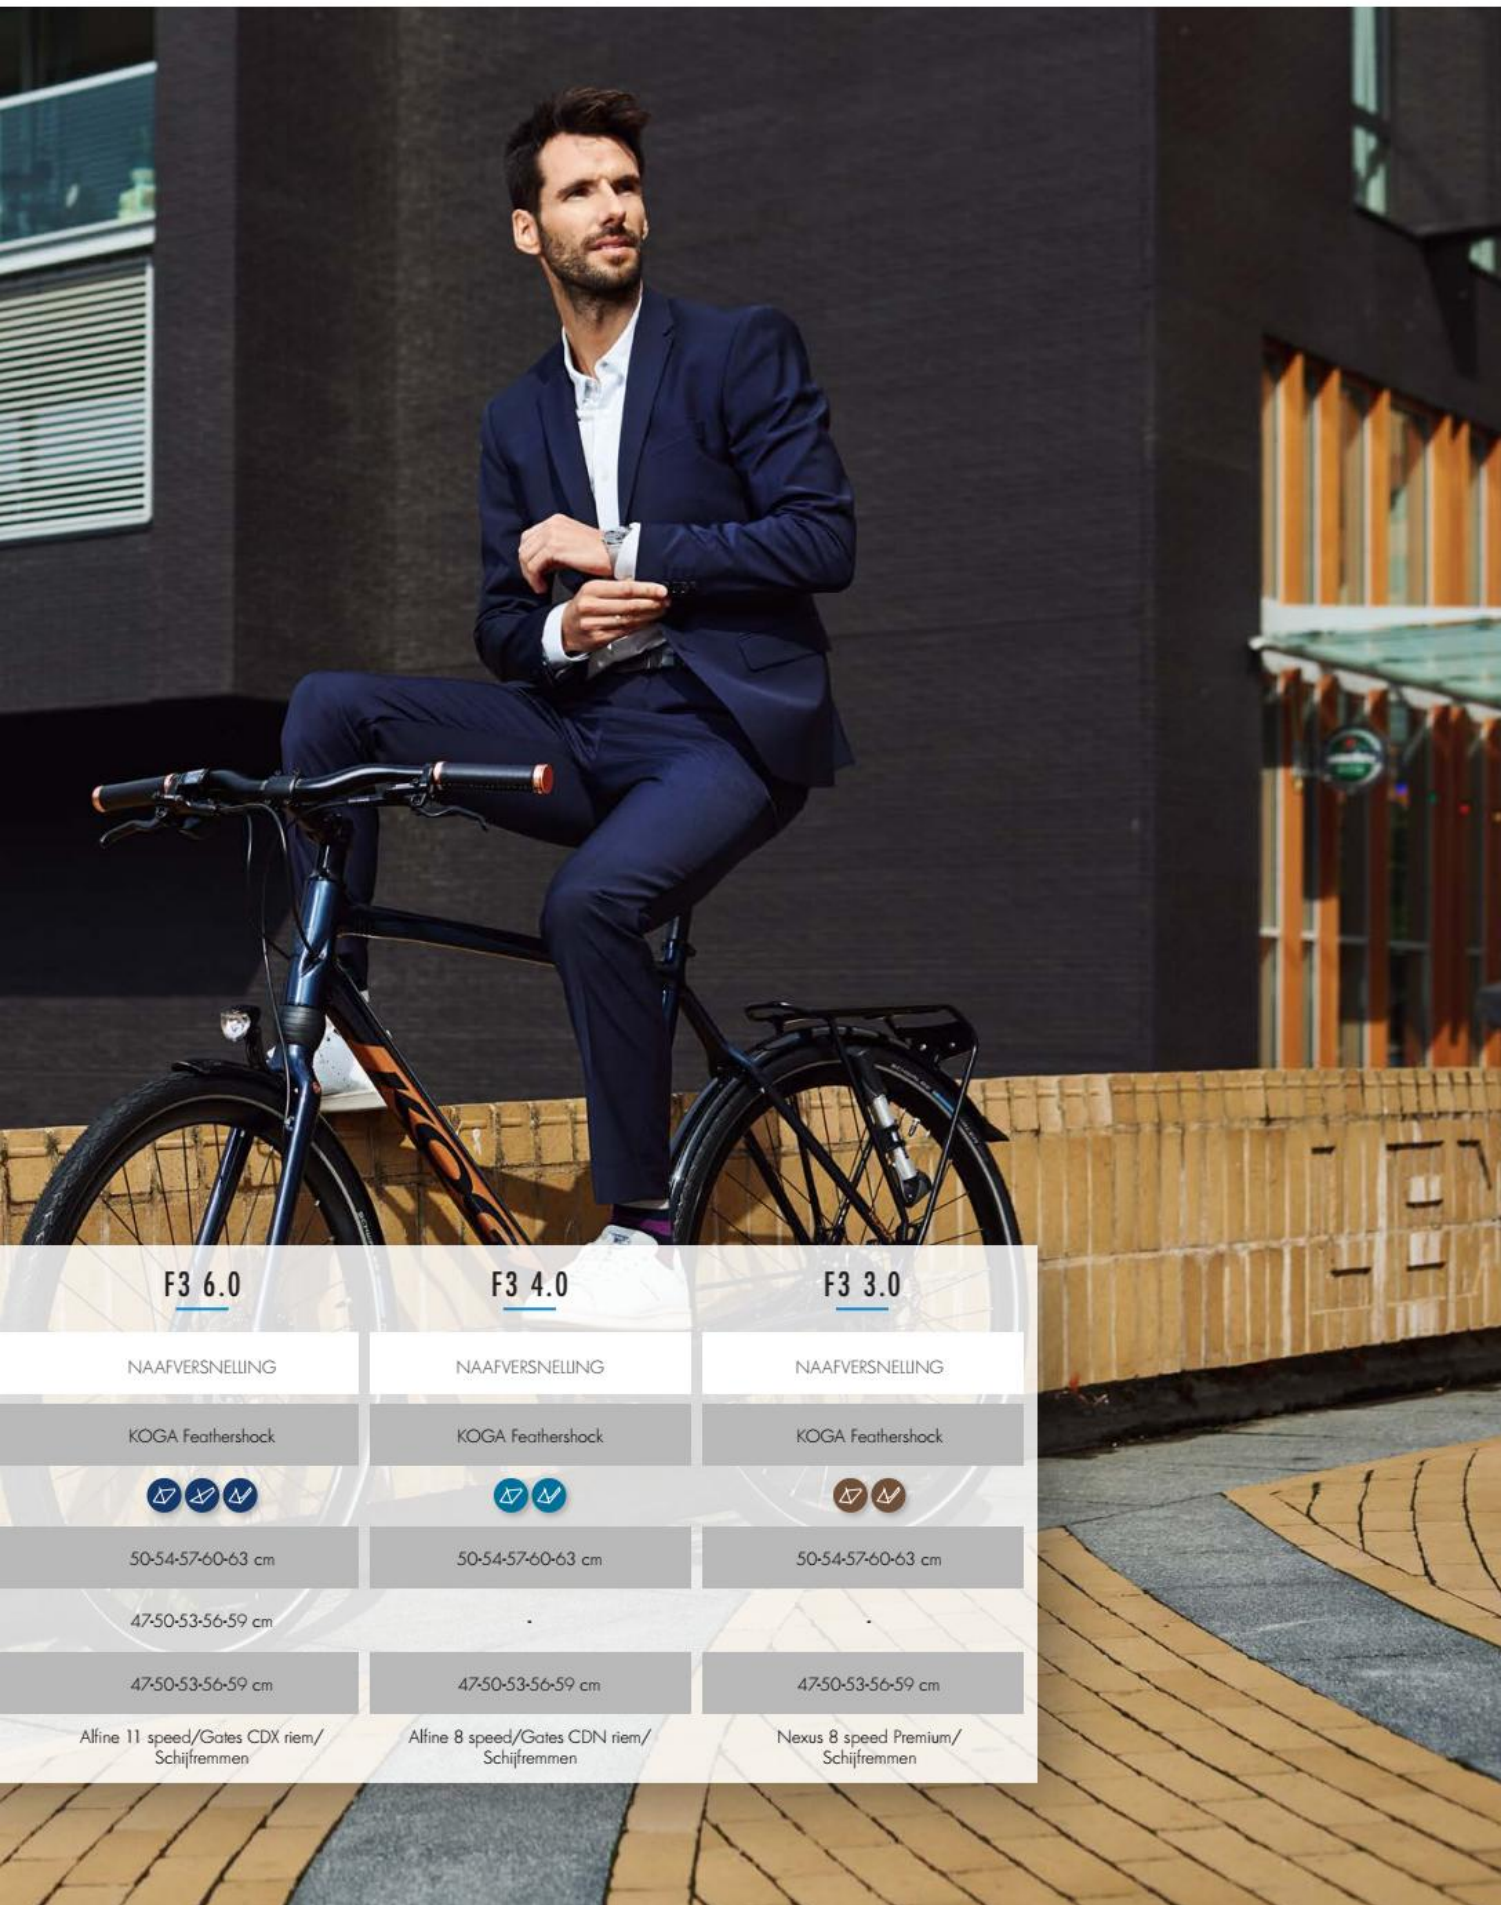 KOGA
F3 6.0
F3 4.0
F3 3.0
NAAFVERSNELLING
NAAFVERSNELLING
NAAFVERSNELLING
KOGA Feathershock
KOGA Feathershock
KOGA Feathershock
50-54-57-60-63 cm
50-54-57-60-63 cm
50-54-57-60-63 cm
47-50-53-56-59 cm
-
-
47-50-53-56-59 cm
47-50-53-56-59 cm
47-50-53-56-59 cm
Alfine 11 speed/Gates CDX riem/
Schijfremmen
Alfine 8 speed/Gates CDN riem/
Schijfremmen
Nexus 8 speed Premium/
Schijfremmen